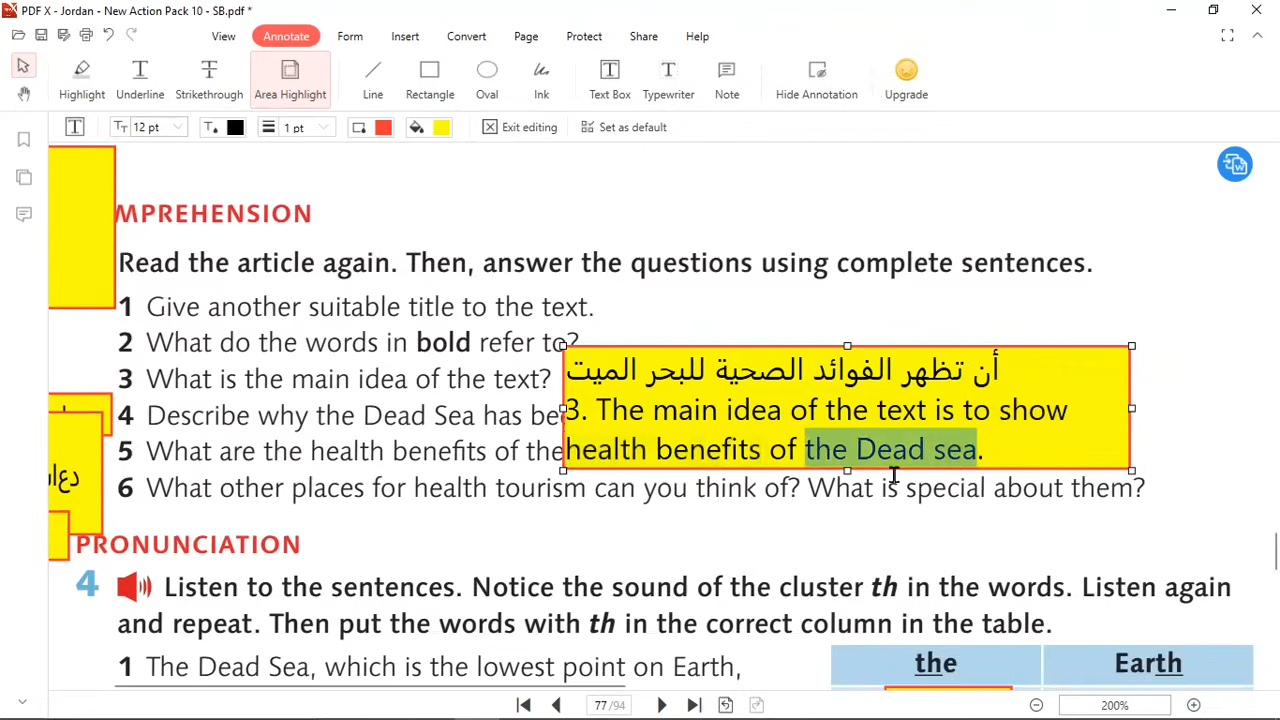 PDF X - Jordan - New Action Pack 10 - SB.pdf *
View Annotate Form Insert Convert Page Protect Share Help
Highlight Underline Strikethrough Area Highlight Line Rectangle Oval Ink Text Box Typewriter Note Hide Annotation Upgrade
12 pt 1 pt Exit editing Set as default
MPREHENSION
Read the article again. Then, answer the questions using complete sentences.
1 Give another suitable title to the text.
2 What do the words in bold refer to?
3 What is the main idea of the text?
أن تظهر الفوائد الصحية للبحر الميت
3. The main idea of the text is to show
health benefits of the Dead sea.
4 Describe why the Dead Sea has
5 What are the health benefits of the
6 What other places for health tourism can you think of? What is special about them?
PRONUNCIATION
4 Listen to the sentences. Notice the sound of the cluster th in the words. Listen again
and repeat. Then put the words with th in the correct column in the table.
1 The Dead Sea, which is the lowest point on Earth,
the Earth
77/94
200%